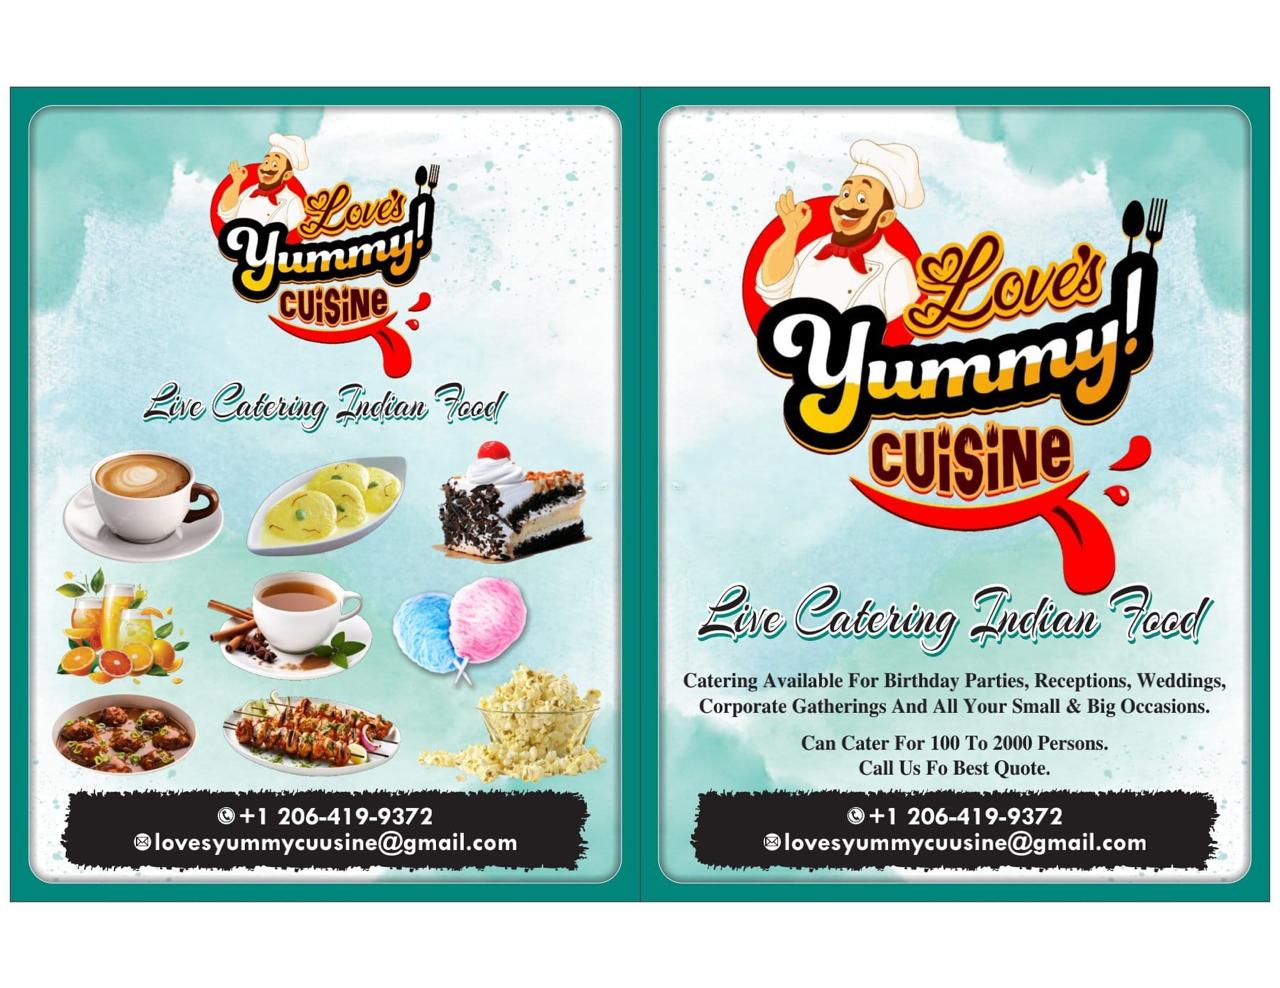 Love's
Yummy!
CUiSiNe
Live Catering Indian Food
+1 206-419-9372
lovesyummycuusine@gmail.com
Love's
Yummy!
CUiSiNe
Live Catering Indian Food
Catering Available For Birthday Parties, Receptions, Weddings,
Corporate Gatherings And All Your Small & Big Occasions.
Can Cater For 100 To 2000 Persons.
Call Us Fo Best Quote.
+1 206-419-9372
lovesyummycuusine@gmail.com